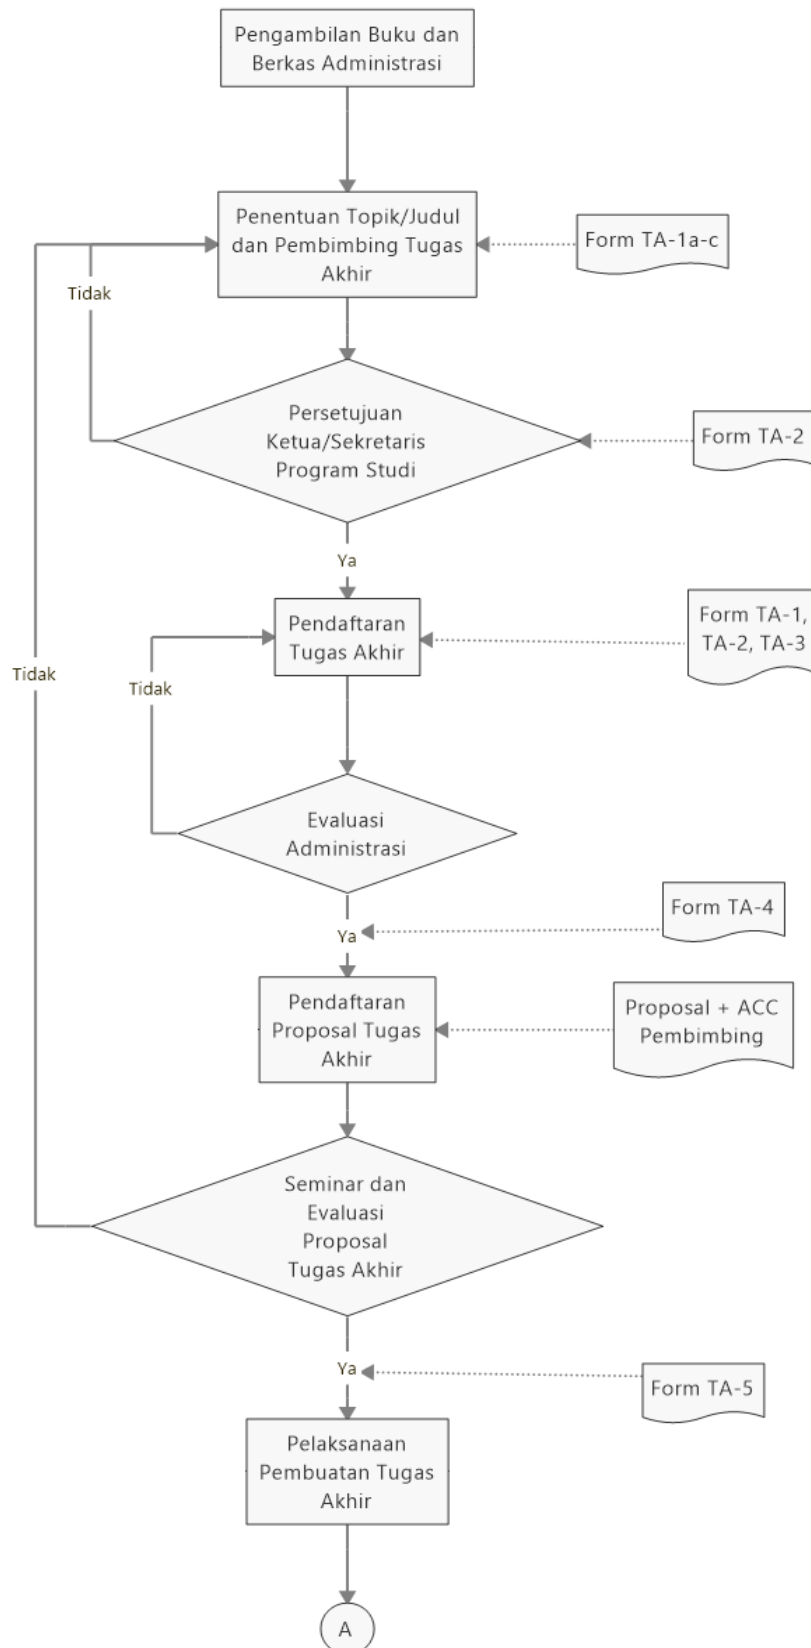 Pengambilan Buku dan
Berkas Administrasi
Penentuan Topik/Judul
dan Pembimbing Tugas
Akhir
Form TA-1a-c
Tidak
Persetujuan
Ketua/Sekretaris
Program Studi
Form TA-2
Ya
Pendaftaran
Tugas Akhir
Form TA-1,
TA-2, TA-3
Tidak
Tidak
Evaluasi
Administrasi
Form TA-4
Ya
Pendaftaran
Proposal Tugas
Akhir
Proposal + ACC
Pembimbing
Seminar dan
Evaluasi
Proposal
Tugas Akhir
Ya
Form TA-5
Pelaksanaan
Pembuatan Tugas
Akhir
A